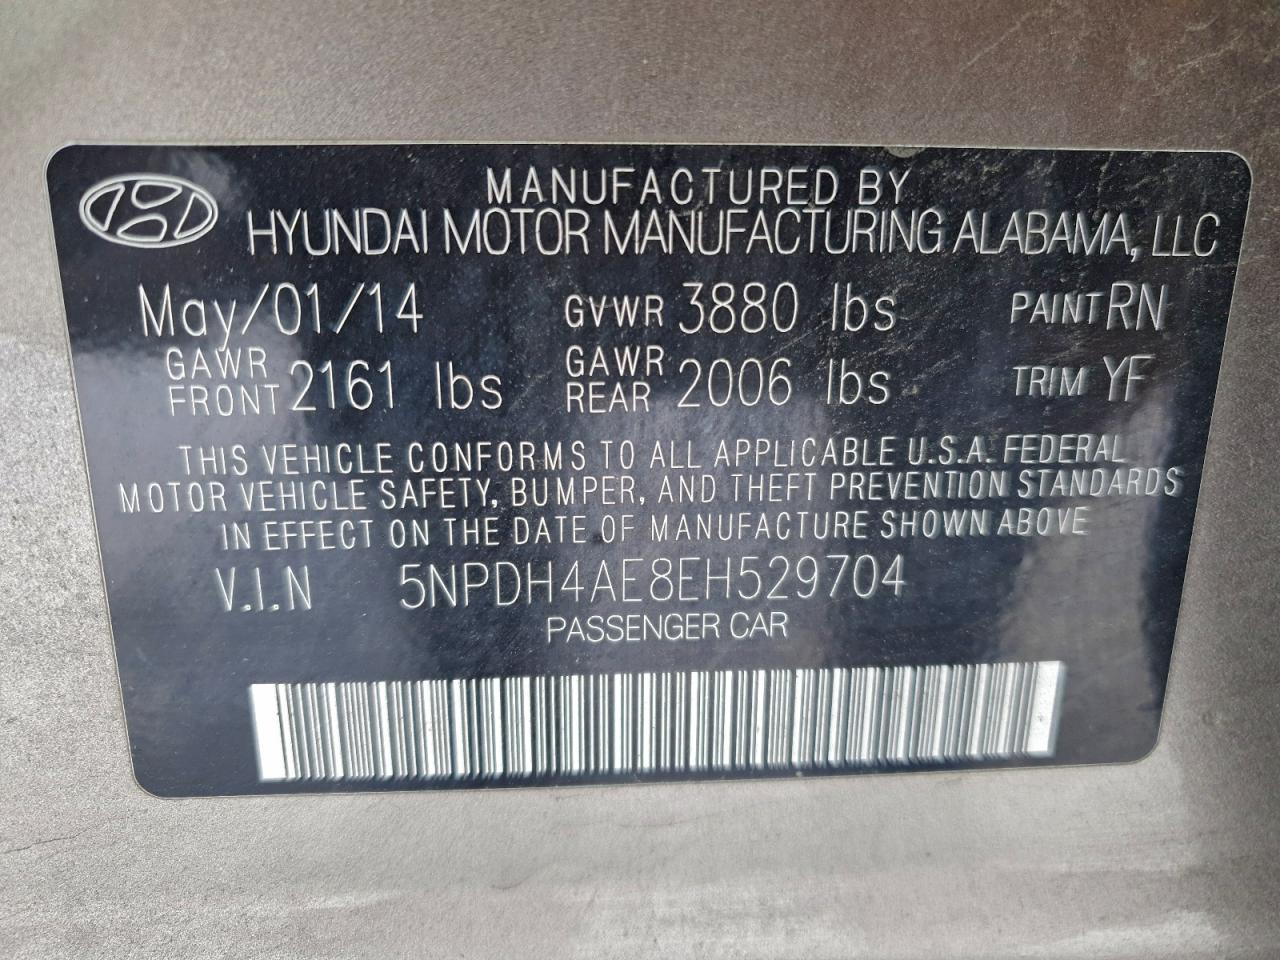 MANUFACTURED BY
HYUNDAI MOTOR MANUFACTURING ALABAMA, LLC
May/01/14 GVWR 3880 lbs PAINT RN
GAWR FRONT 2161 lbs GAWR REAR 2006 lbs TRIM YF
THIS VEHICLE CONFORMS TO ALL APPLICABLE U.S.A. FEDERAL
MOTOR VEHICLE SAFETY, BUMPER, AND THEFT PREVENTION STANDARDS
IN EFFECT ON THE DATE OF MANUFACTURE SHOWN ABOVE
V.I.N 5NPDH4AE8EH529704
PASSENGER CAR